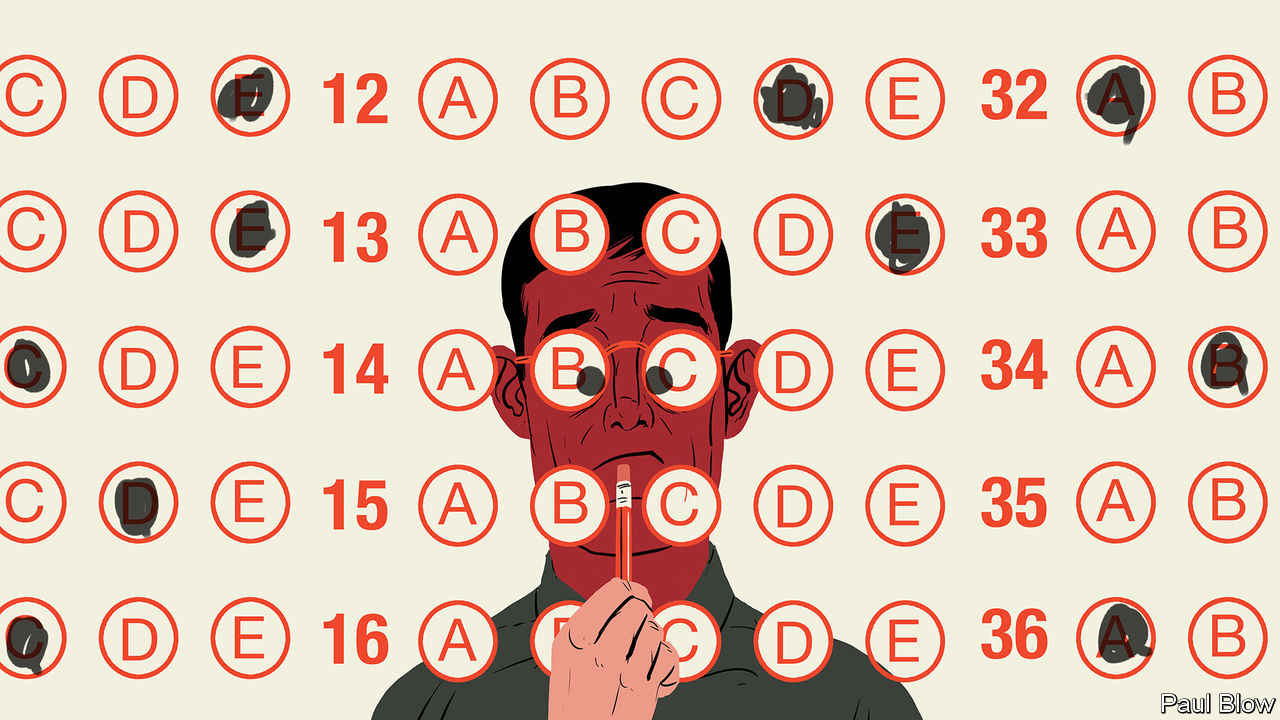 C D E 12 A B C D E 32 A B
C D E 13 A B C D E 33 A B
C D E 14 A B C D E 34 A B
C D E 15 A B C D E 35 A B
C D E 16 A B C D E 36 A B
Paul Blow